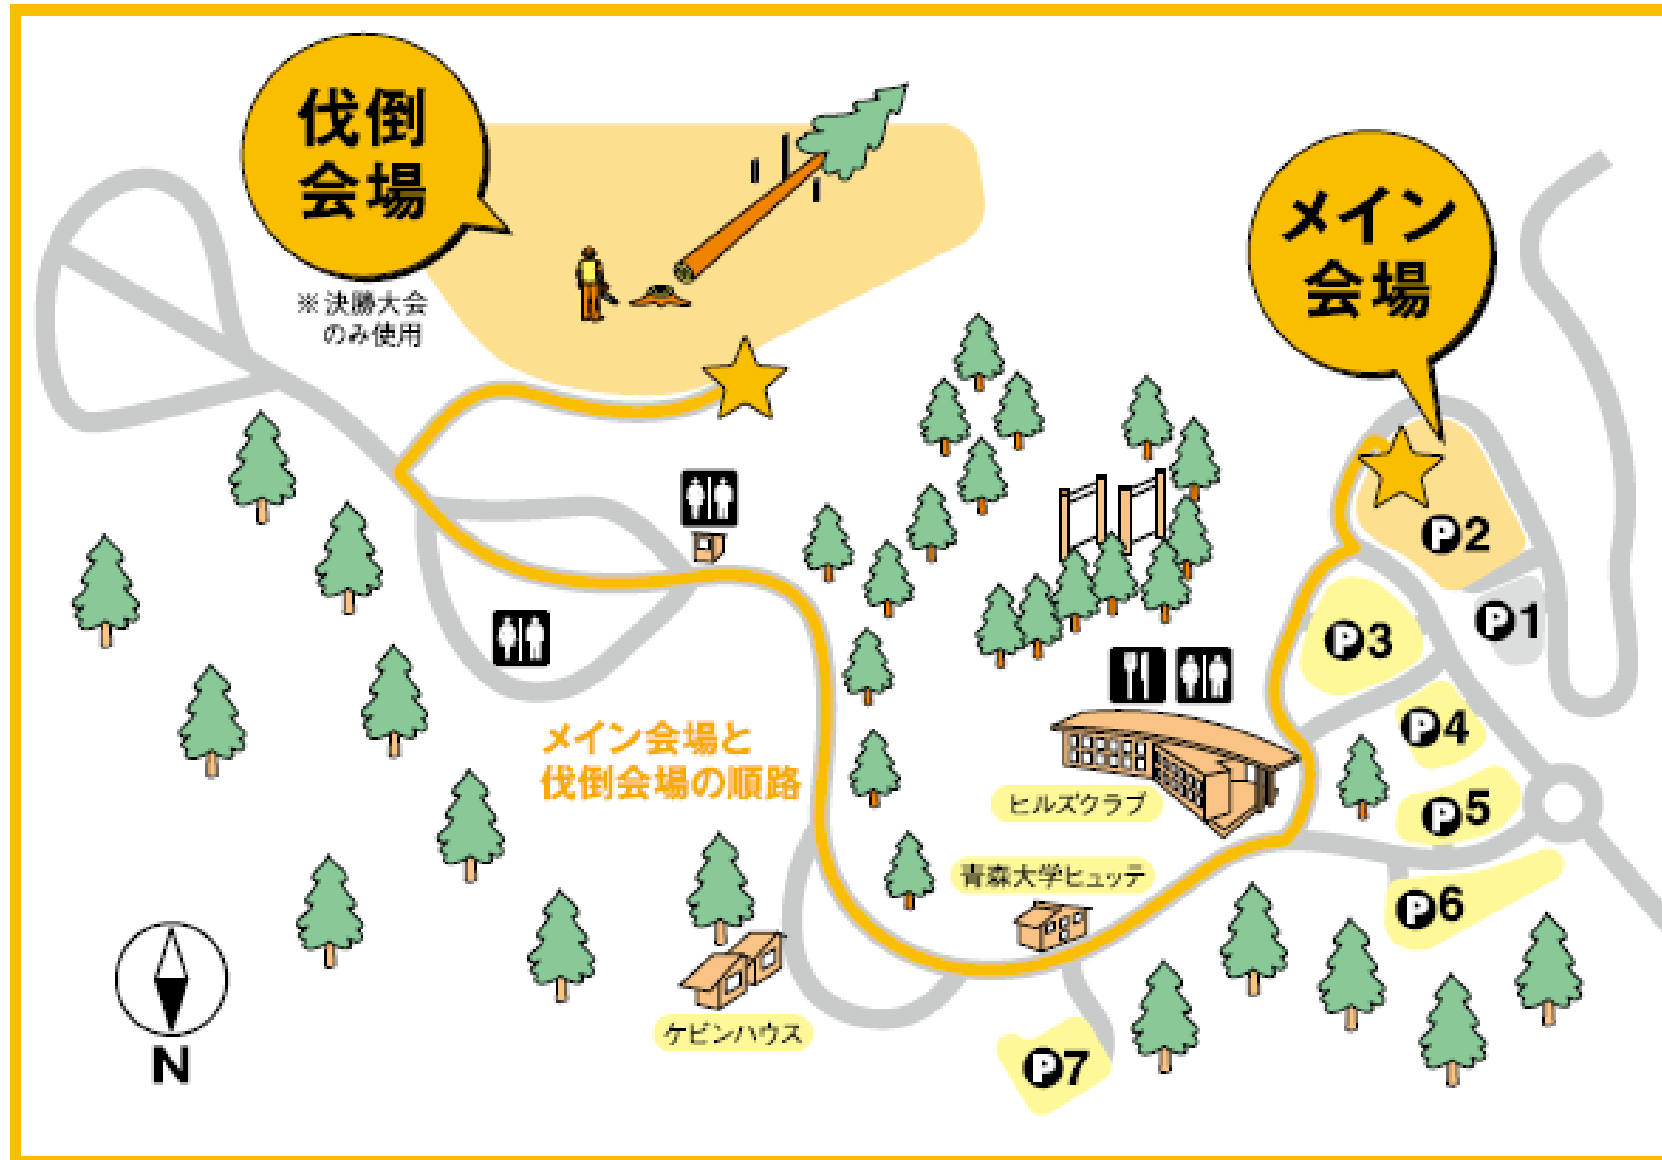 伐倒
会場
※決勝大会
のみ使用
メイン
会場
P2
P1
P3
P4
P5
P6
P7
メイン会場と
伐倒会場の順路
ヒルズクラブ
青森大学ヒュッテ
ケビンハウス
N